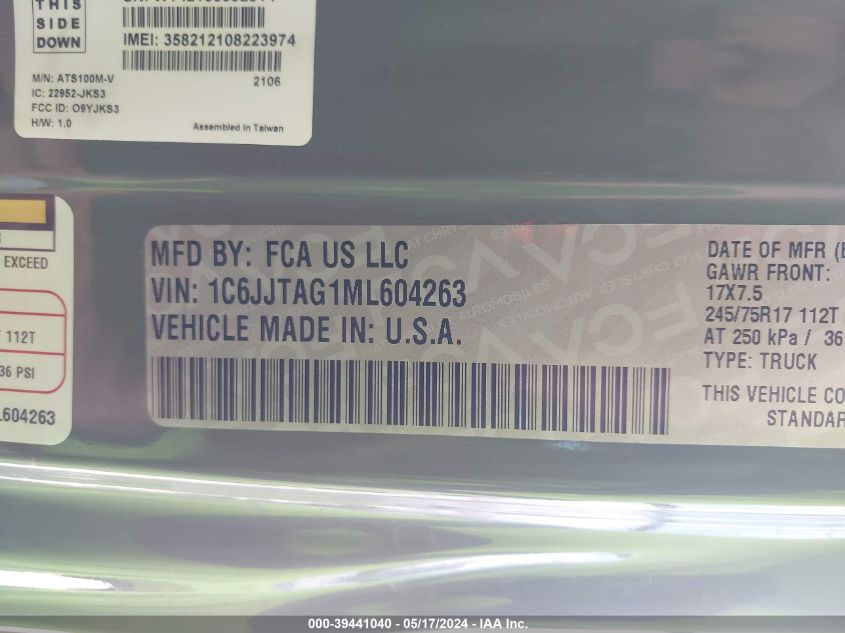 THIS
SIDE
DOWN
IMEI: 358212108223974
2106
M/N: ATS100M-V
IC: 22952-JKS3
FCC ID: O9YJKS3
H/W: 1.0
Assembled in Taiwan
EXCEED
112T
36 PSI
L604263
MFD BY: FCA US LLC
VIN: 1C6JJTAG1ML604263
VEHICLE MADE IN: U.S.A.
DATE OF MFR (
GAWR FRONT:
17X7.5
245/75R17 112T
AT 250 kPa / 36
TYPE: TRUCK
THIS VEHICLE CO
STANDAR
000-39441040 - 05/17/2024 - IAA Inc.